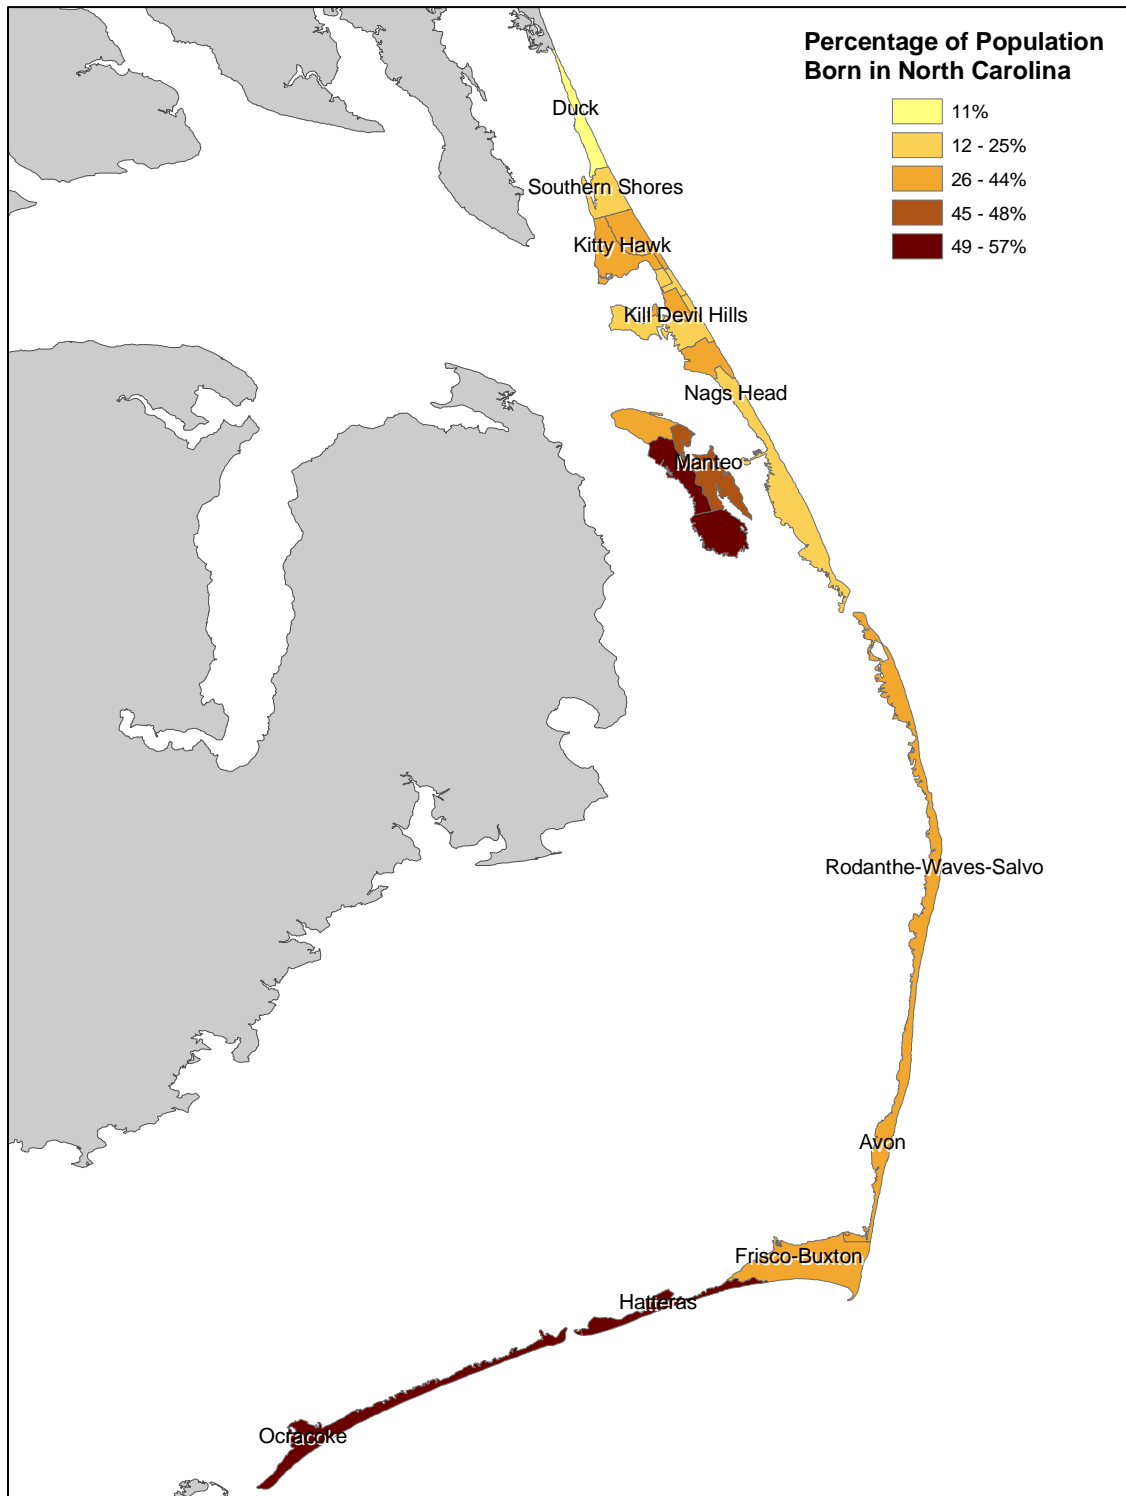 Percentage of Population
Born in North Carolina
11%
12 - 25%
26 - 44%
45 - 48%
49 - 57%
Duck
Southern Shores
Kitty Hawk
Kill Devil Hills
Nags Head
Manteo
Rodanthe-Waves-Salvo
Avon
Frisco-Buxton
Hatteras
Ocracoke